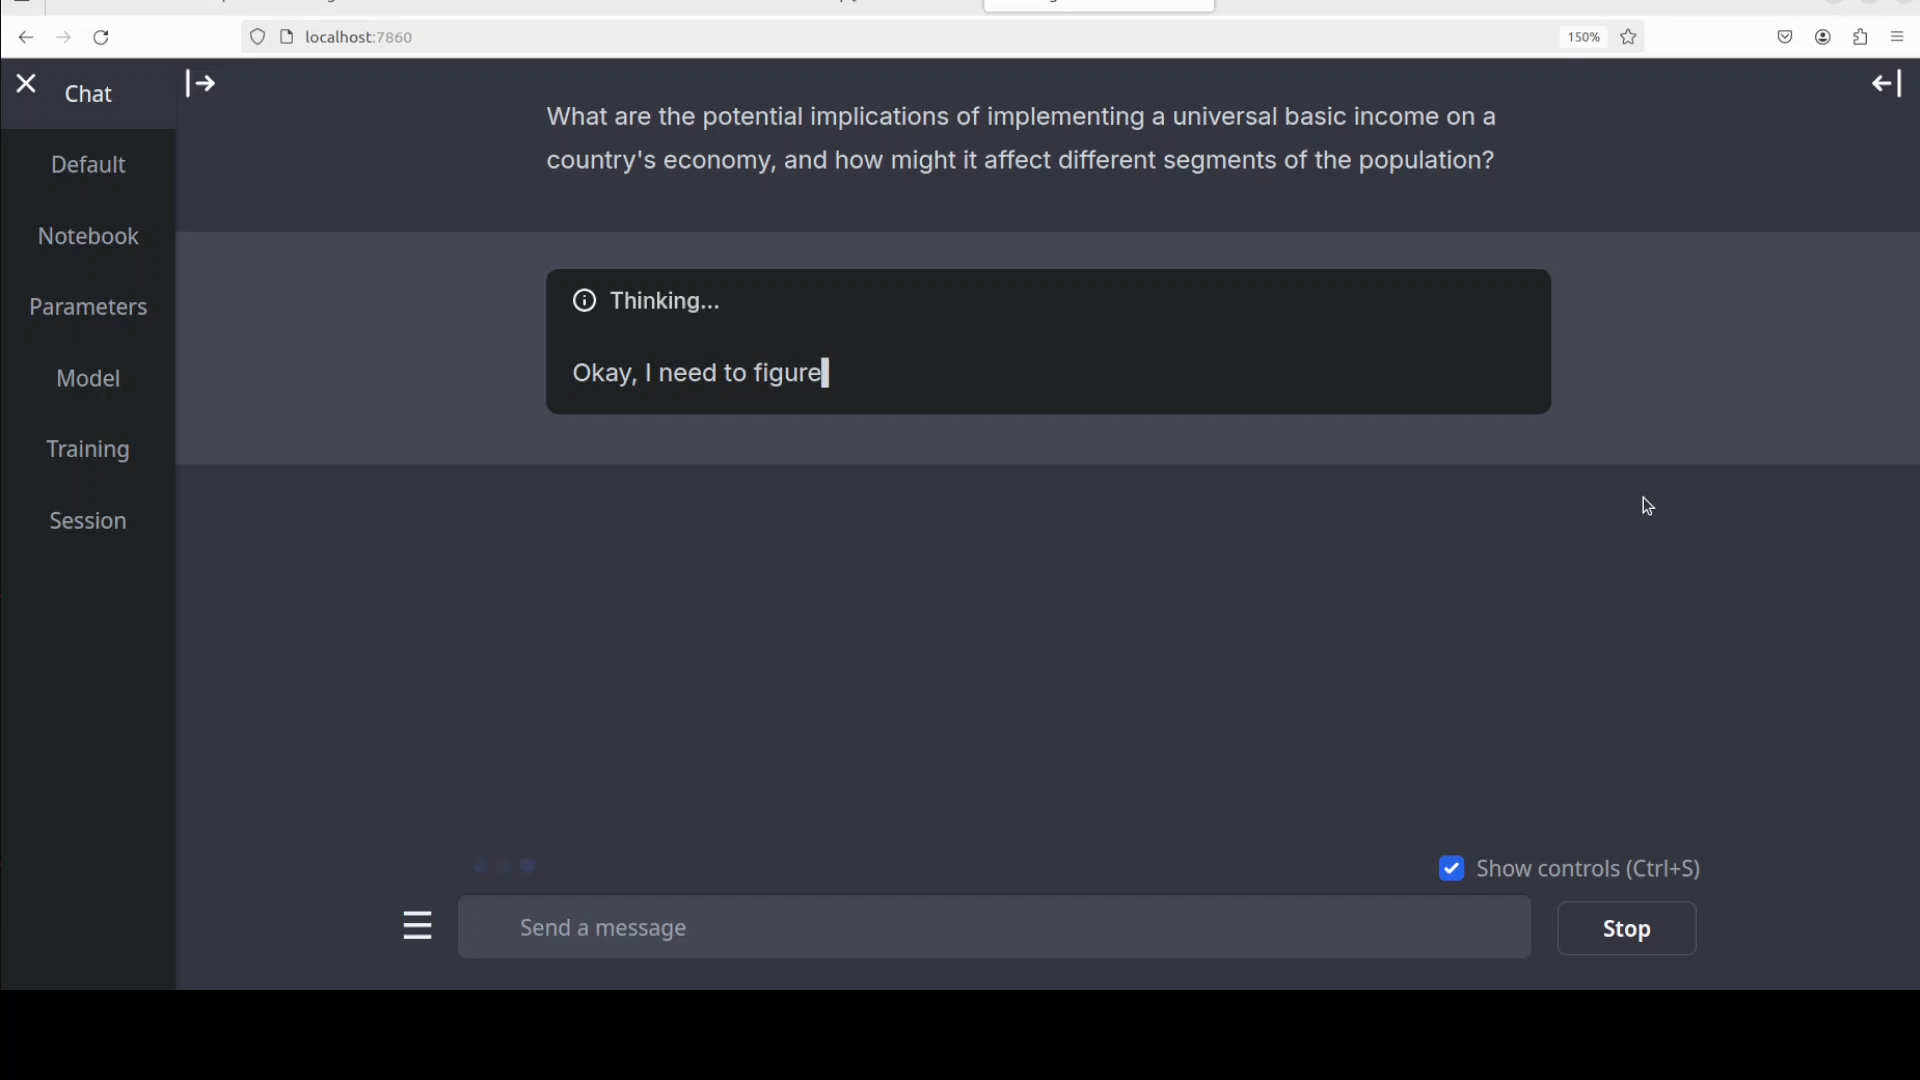 localhost:7860
150%
Chat
Default
Notebook
Parameters
Model
Training
Session
What are the potential implications of implementing a universal basic income on a
country's economy, and how might it affect different segments of the population?
Thinking...
Okay, I need to figure
Show controls (Ctrl+S)
Send a message
Stop